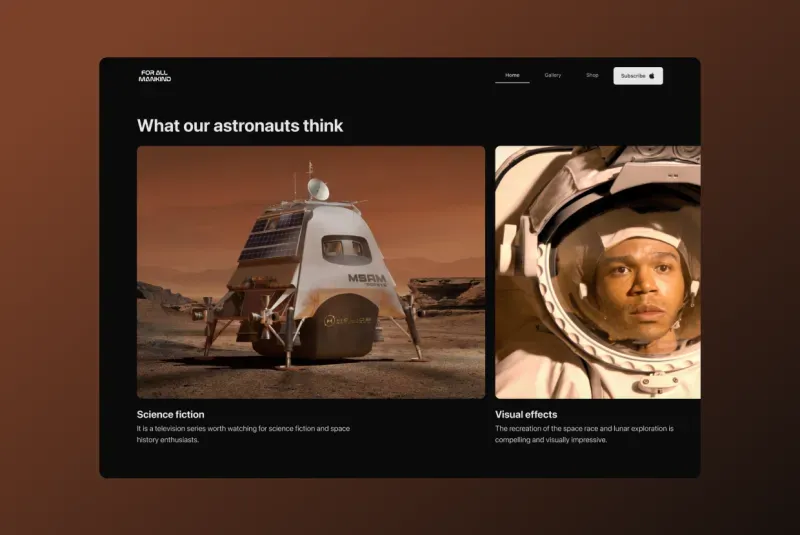 FOR ALL
MANKIND
Home
Gallery
Shop
Subscribe
What our astronauts think
MSAM
Science fiction
It is a television series worth watching for science fiction and space
history enthusiasts.
Visual effects
The recreation of the space race and lunar exploration is
compelling and visually impressive.